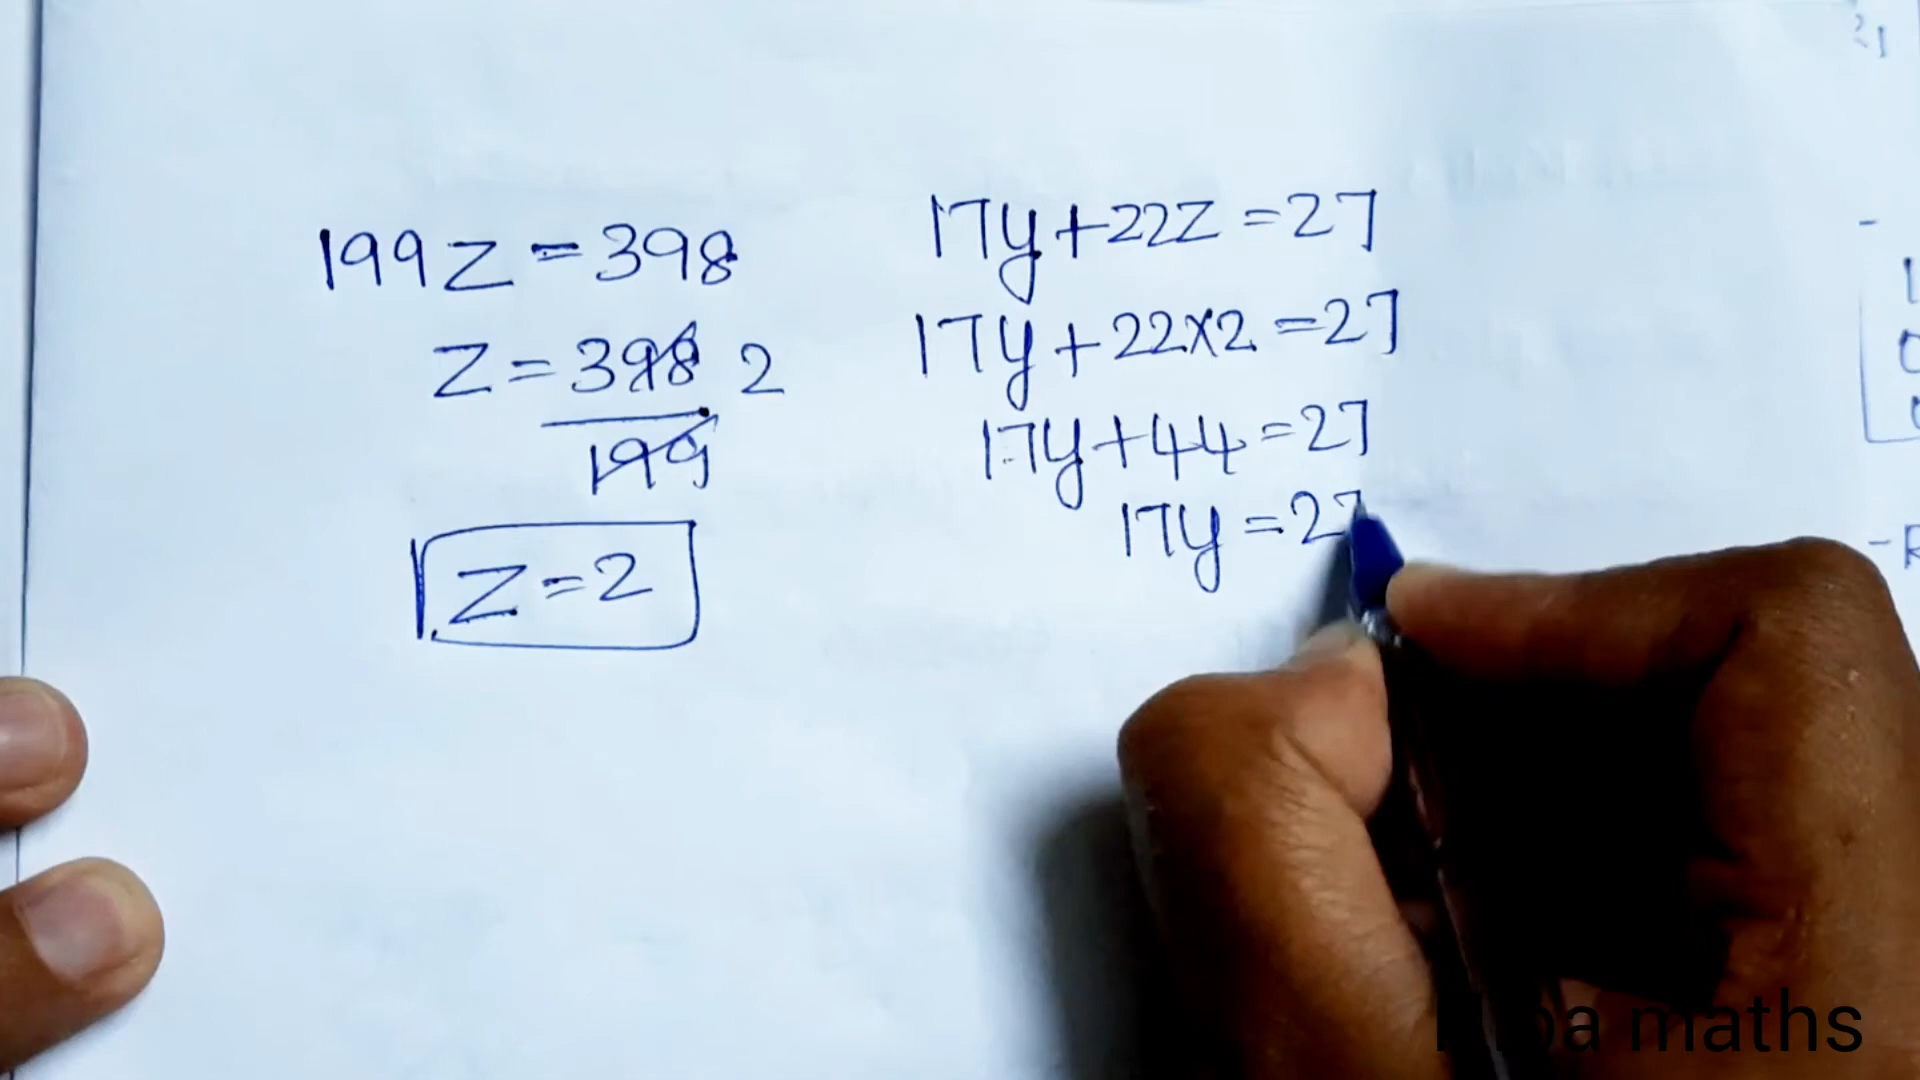 199Z = 398
Z = 398 2
199
Z = 2
17y + 22Z = 27
17y + 22×2 = 27
17y + 44 = 27
17y = 27
maths